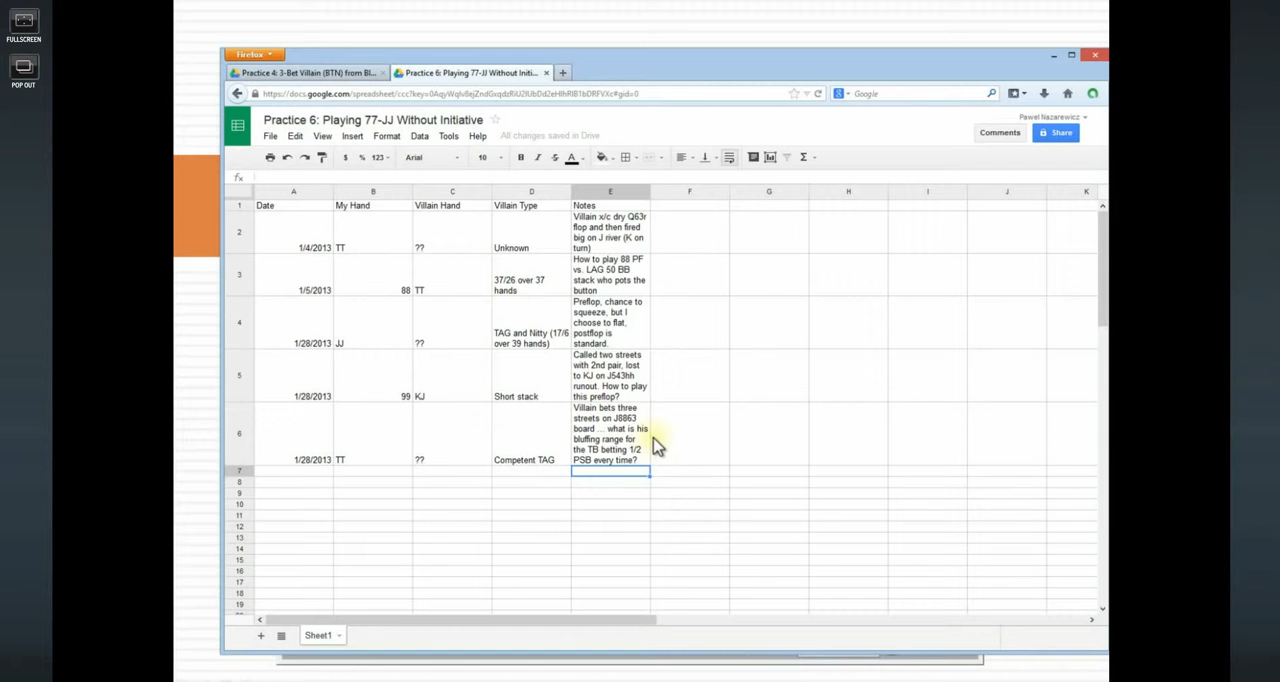 FULLSCREEN
POP OUT
Firefox
Practice 4: 3-Bet Villain (BTN) from Bl...
Practice 6: Playing 77-JJ Without Initi...
Google
Practice 6: Playing 77-JJ Without Initiative
Pawel Nazarewicz
File Edit View Insert Format Data Tools Help All changes saved in Drive
Comments
Share
$ % 123 Arial 10 B I S A Σ
fx
A B C D E F G H I J K
1 Date My Hand Villain Hand Villain Type Notes
Villain x/c dry Q63r
flop and then fired
big on J river (K on
turn)
2 1/4/2013 TT ?? Unknown
How to play 88 PF
vs. LAG 50 BB
stack who pots the
button
3 1/5/2013 88 TT 37/26 over 37
hands
Preflop, chance to
squeeze, but I
choose to flat,
postflop is
standard.
4 1/28/2013 JJ ?? TAG and Nitty (17/6
over 39 hands)
Called two streets
with 2nd pair, lost
to KJ on J543hh
runout. How to play
this preflop?
5 1/28/2013 99 KJ Short stack
Villain bets three
streets on J8863
board ... what is his
bluffing range for
the TB betting 1/2
PSB every time?
6 1/28/2013 TT ?? Competent TAG
7
8
9
10
11
12
13
14
15
16
17
18
19
Sheet1